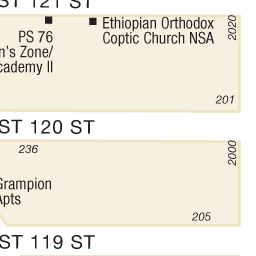 ST 121 ST
PS 76
n's Zone/
cademy II
Ethiopian Orthodox
Coptic Church NSA
2020
201
ST 120 ST
236
2000
Grampion
Apts
205
ST 119 ST